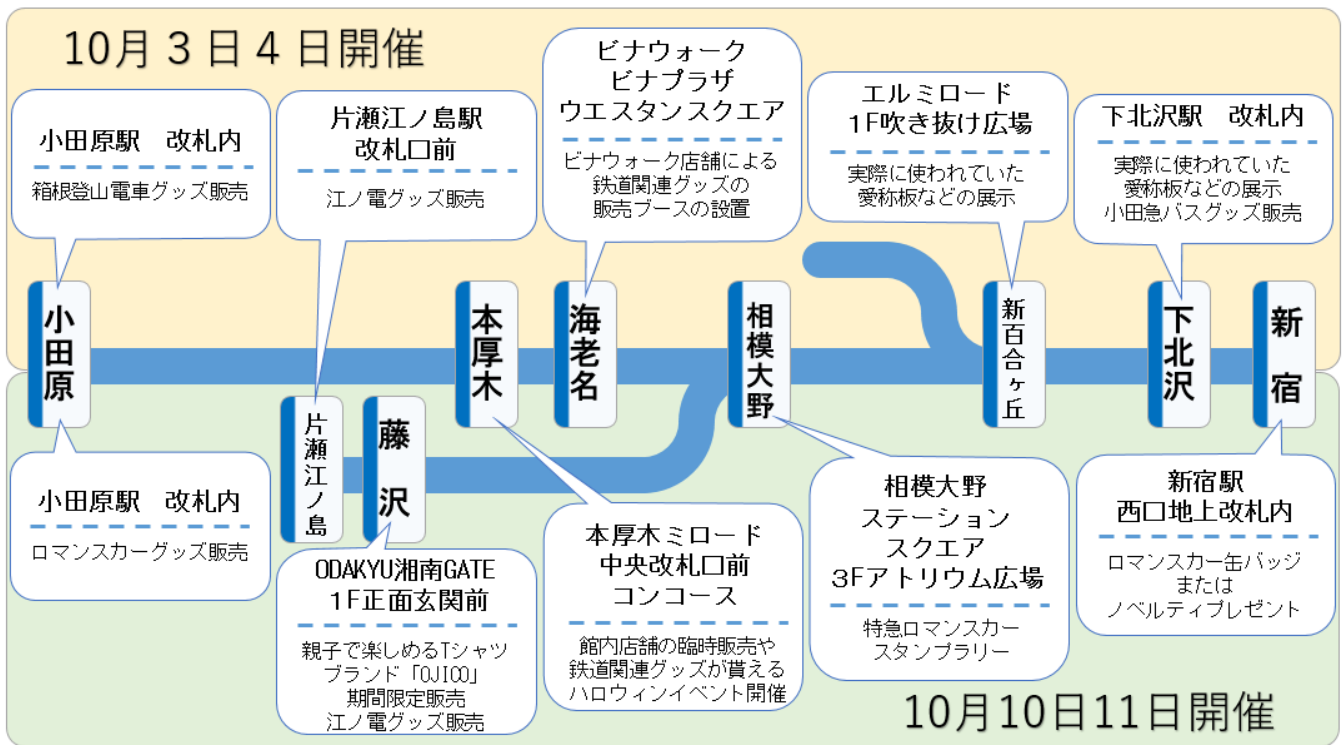 10月３日４日開催
小田原駅　改札内
箱根登山電車グッズ販売
片瀬江ノ島駅
改札口前
江ノ電グッズ販売
ビナウォーク
ビナプラザ
ウエスタンスクエア
ビナウォーク店舗による
鉄道関連グッズの
販売ブースの設置
エルミロード
1F吹き抜け広場
実際に使われていた
愛称板などの展示
下北沢駅　改札内
実際に使われていた
愛称板などの展示
小田急バスグッズ販売
小田原
片瀬江ノ島
藤沢
本厚木
海老名
相模大野
新百合ヶ丘
下北沢
新宿
小田原駅　改札内
ロマンスカーグッズ販売
ODAKYU湘南GATE
1F正面玄関前
親子で楽しめるTシャツ
ブランド「OJICO」
期間限定販売
江ノ電グッズ販売
本厚木ミロード
中央改札口前
コンコース
館内店舗の臨時販売や
鉄道関連グッズが貰える
ハロウィンイベント開催
相模大野
ステーション
スクエア
3Fアトリウム広場
特急ロマンスカー
スタンプラリー
新宿駅
西口地上改札内
ロマンスカー缶バッジ
または
ノベルティプレゼント
10月10日11日開催